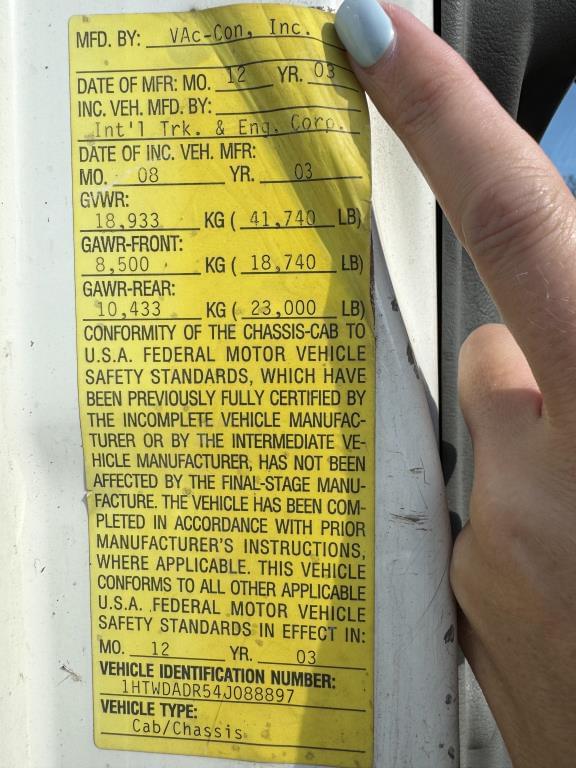 MFD. BY: VAc-Con, Inc.
DATE OF MFR: MO. 12 YR. 03
INC. VEH. MFD. BY:
Int'l Trk. & Eng. Corp.
DATE OF INC. VEH. MFR:
MO. 08 YR. 03
GVWR:
18,933 KG ( 41,740 LB)
GAWR-FRONT:
8,500 KG ( 18,740 LB)
GAWR-REAR:
10,433 KG ( 23,000 LB)
CONFORMITY OF THE CHASSIS-CAB TO
U.S.A. FEDERAL MOTOR VEHICLE
SAFETY STANDARDS, WHICH HAVE
BEEN PREVIOUSLY FULLY CERTIFIED BY
THE INCOMPLETE VEHICLE MANUFAC-
TURER OR BY THE INTERMEDIATE VE-
HICLE MANUFACTURER, HAS NOT BEEN
AFFECTED BY THE FINAL-STAGE MANU-
FACTURE. THE VEHICLE HAS BEEN COM-
PLETED IN ACCORDANCE WITH PRIOR
MANUFACTURER'S INSTRUCTIONS,
WHERE APPLICABLE. THIS VEHICLE
CONFORMS TO ALL OTHER APPLICABLE
U.S.A. FEDERAL MOTOR VEHICLE
SAFETY STANDARDS IN EFFECT IN:
MO. 12 YR. 03
VEHICLE IDENTIFICATION NUMBER:
1HTWDADR54J088897
VEHICLE TYPE:
Cab/Chassis